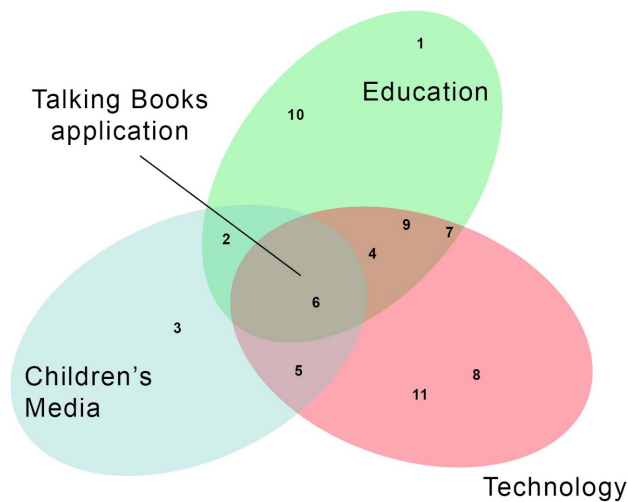 1
Education
Talking Books
application
10
9
7
2
4
6
3
5
8
Children's
Media
11
Technology